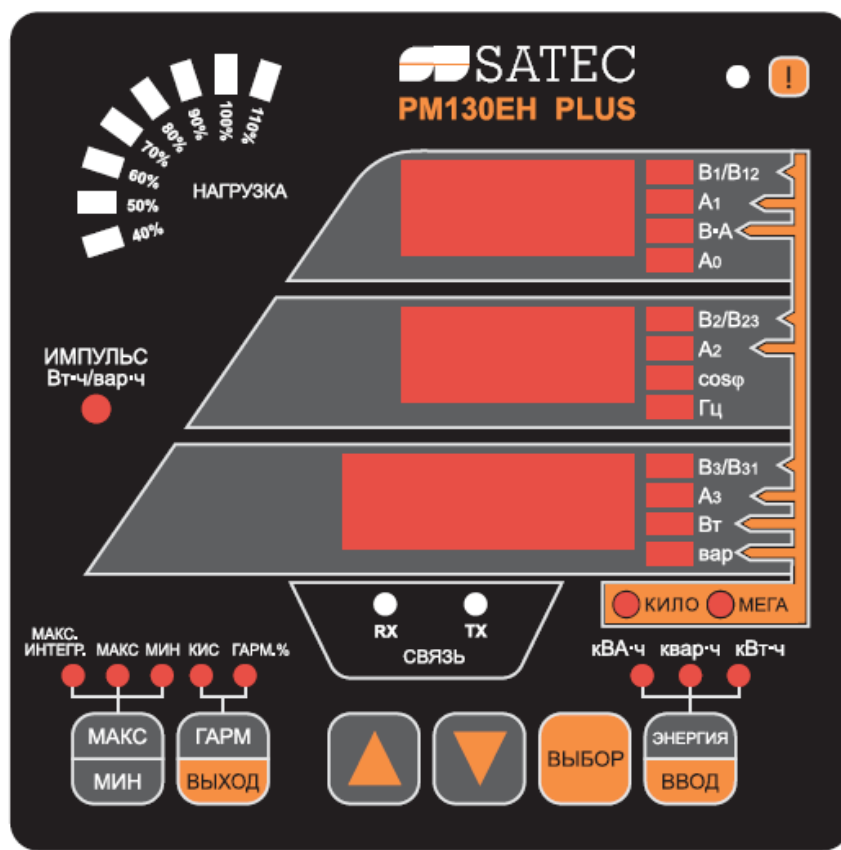 SATEC
PM130EH PLUS
!
40%
50%
60%
70%
80%
90%
100%
110%
НАГРУЗКА
В1/В12
А1
В•А
А0
ИМПУЛЬС
Вт•ч/вар•ч
В2/В23
А2
cosφ
Гц
В3/В31
А3
Вт
вар
КИЛО МЕГА
RX TX
СВЯЗЬ
МАКС.
ИНТЕГР. МАКС МИН КИС ГАРМ.%
кВА•ч квар•ч кВт-ч
МАКС
МИН
ГАРМ
ВЫХОД
ВЫБОР
ЭНЕРГИЯ
ВВОД